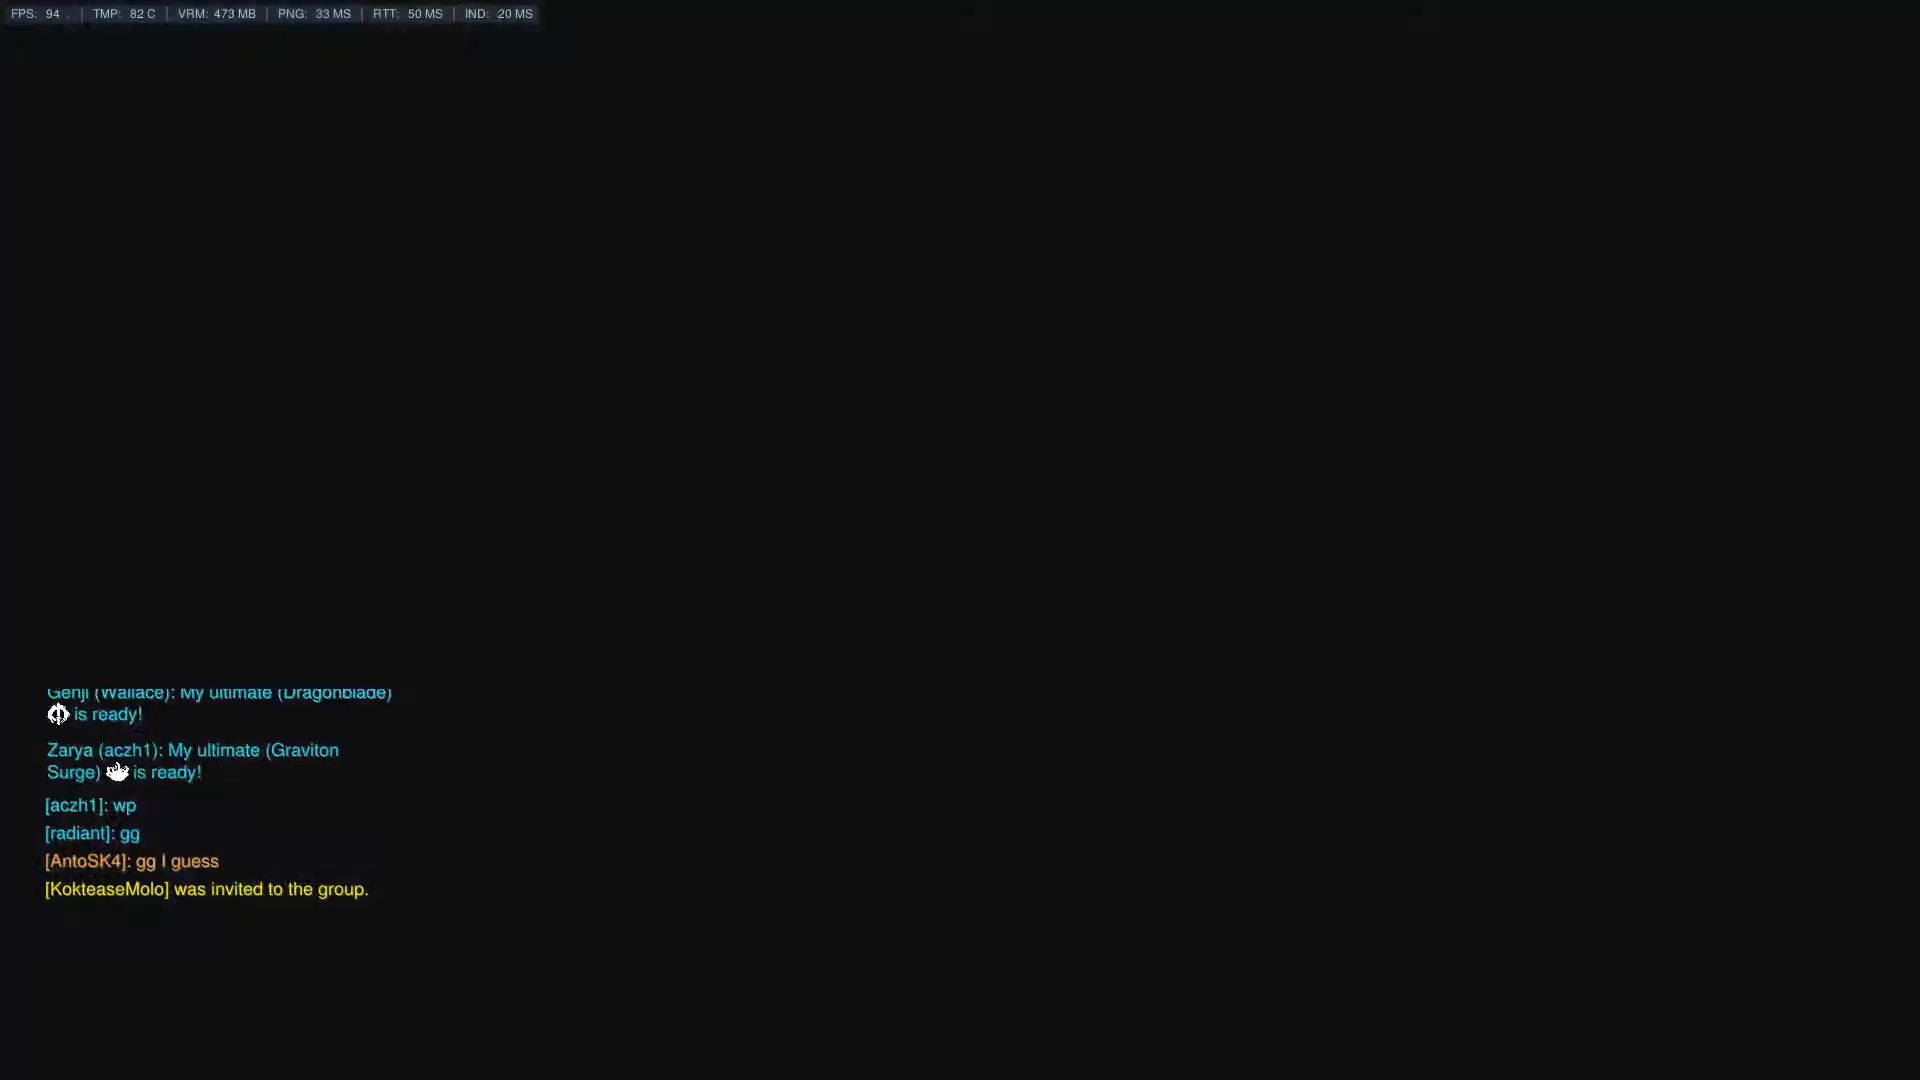 FPS: 94 . | TMP: 82 C | VRM: 473 MB | PNG: 33 MS | RTT: 50 MS | IND: 20 MS
Genji (Wallace): My ultimate (Dragonblade)
is ready!
Zarya (aczh1): My ultimate (Graviton
Surge) is ready!
[aczh1]: wp
[radiant]: gg
[AntoSK4]: gg I guess
[KokteaseMolo] was invited to the group.